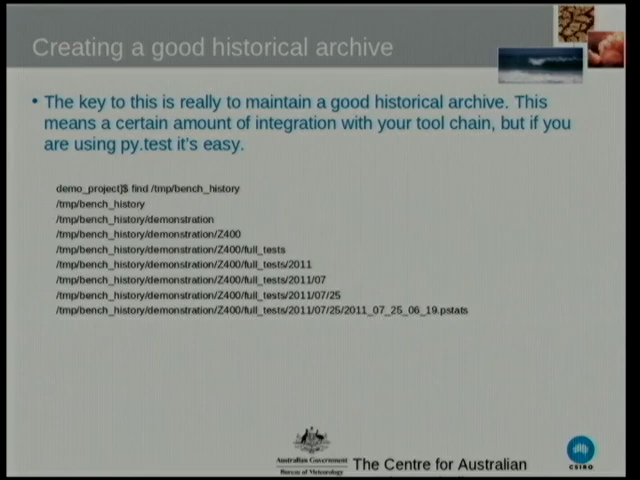 Creating a good historical archive
• The key to this is really to maintain a good historical archive. This
means a certain amount of integration with your tool chain, but if you
are using py.test it's easy.
demo_project]$ find /tmp/bench_history
/tmp/bench_history
/tmp/bench_history/demonstration
/tmp/bench_history/demonstration/Z400
/tmp/bench_history/demonstration/Z400/full_tests
/tmp/bench_history/demonstration/Z400/full_tests/2011
/tmp/bench_history/demonstration/Z400/full_tests/2011/07
/tmp/bench_history/demonstration/Z400/full_tests/2011/07/25
/tmp/bench_history/demonstration/Z400/full_tests/2011/07/25/2011_07_25_06_19.pstats
Australian Government
Bureau of Meteorology
The Centre for Australian
CSIRO